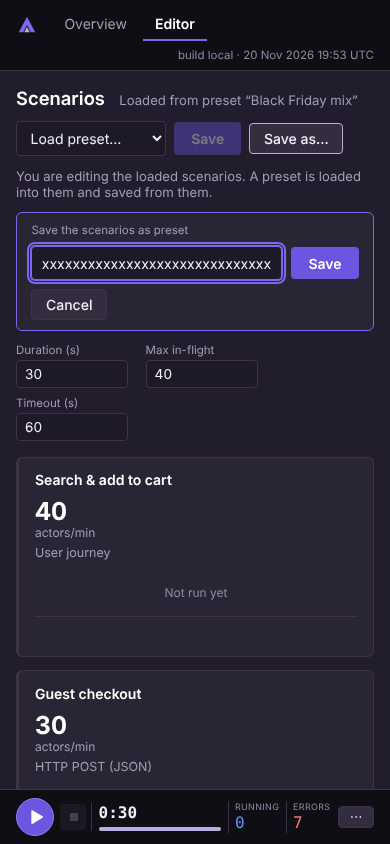 Overview Editor
build local · 20 Nov 2026 19:53 UTC
Scenarios Loaded from preset “Black Friday mix”
Load preset... Save Save as...
You are editing the loaded scenarios. A preset is loaded
into them and saved from them.
Save the scenarios as preset
xxxxxxxxxxxxxxxxxxxxxxxxxxxxxx Save
Cancel
Duration (s) Max in-flight
30 40
Timeout (s)
60
Search & add to cart
40
actors/min
User journey
Not run yet
Guest checkout
30
actors/min
HTTP POST (JSON)
0:30 RUNNING ERRORS
0 7